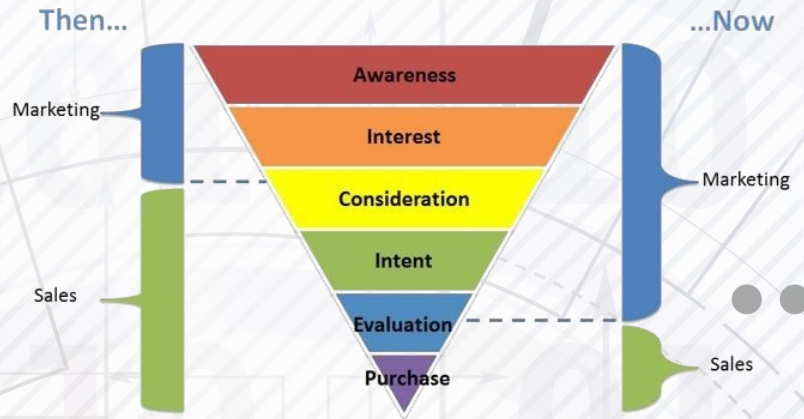 Then...
...Now
Marketing
Sales
Awareness
Interest
Consideration
Intent
Evaluation
Purchase
Marketing
Sales